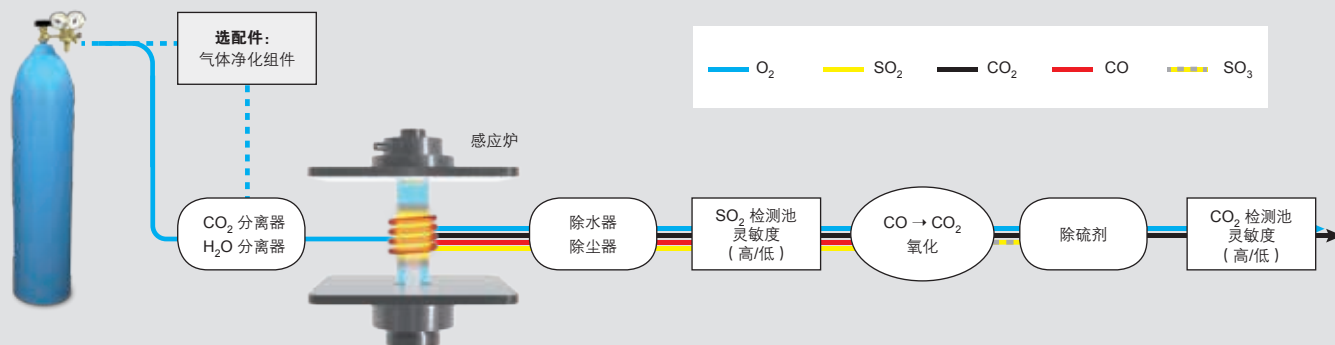 选配件：
气体净化组件
O₂
SO₂
CO₂
CO
SO₃
感应炉
CO₂ 分离器
H₂O 分离器
除水器
除尘器
SO₂ 检测池
灵敏度
( 高/低 )
CO → CO₂
氧化
除硫剂
CO₂ 检测池
灵敏度
( 高/低 )